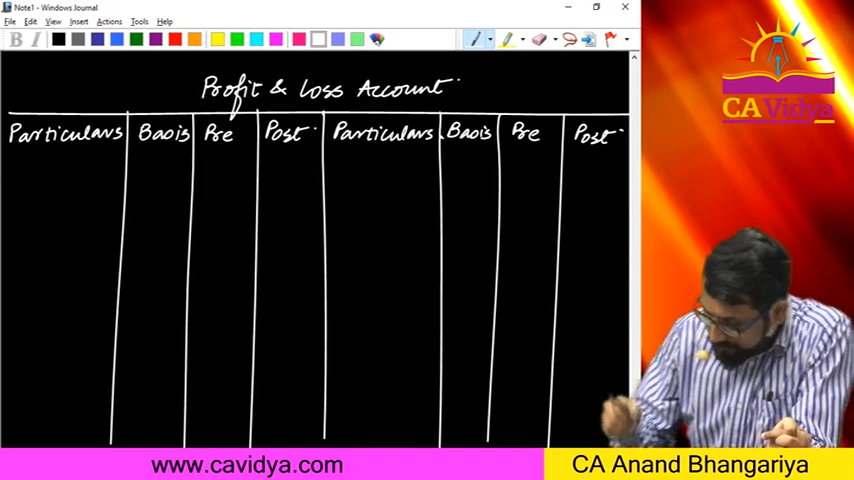 Note1 - Windows Journal
File Edit View Insert Actions Tools Help
B I
Profit & Loss Account
Particulars Basis Pre Post Particulars Basis Pre Post
CA Vidya
www.cavidya.com
CA Anand Bhangariya